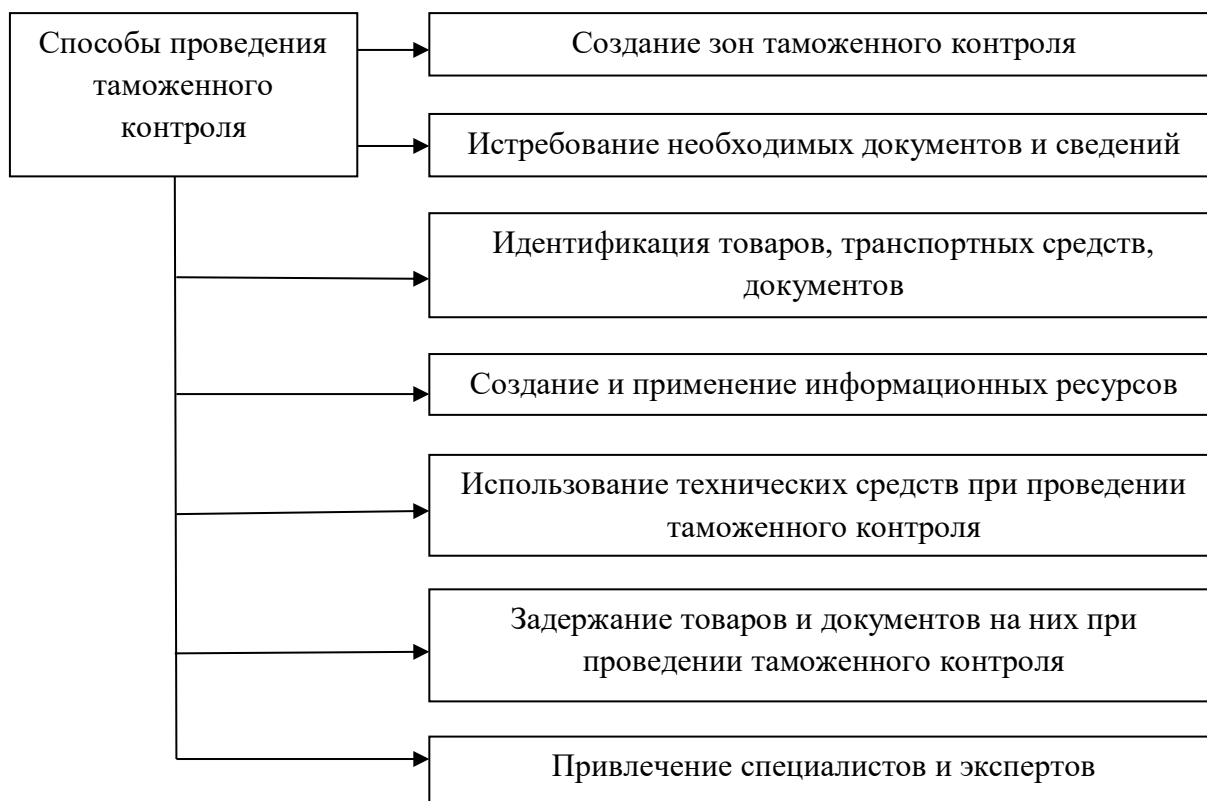 Способы проведения
таможенного
контроля
Создание зон таможенного контроля
Истребование необходимых документов и сведений
Идентификация товаров, транспортных средств,
документов
Создание и применение информационных ресурсов
Использование технических средств при проведении
таможенного контроля
Задержание товаров и документов на них при
проведении таможенного контроля
Привлечение специалистов и экспертов